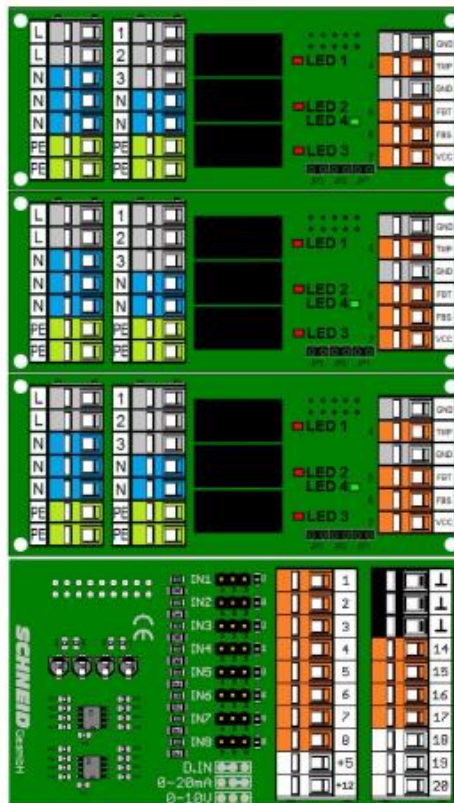 L 1 GND
L 2 LED 1 TMP
N 3 GND
N N LED 2 FBT
N N LED 4 FBS
PE PE LED 3 VCC
PE PE
L 1 GND
L 2 LED 1 TMP
N 3 GND
N N LED 2 FBT
N N LED 4 FBS
PE PE LED 3 VCC
PE PE
L 1 GND
L 2 LED 1 TMP
N 3 GND
N N LED 2 FBT
N N LED 4 FBS
PE PE LED 3 VCC
PE PE
SCHNEID
GesmbH
CE
IN1
IN2
IN3
IN4
IN5
IN6
IN7
IN8
D.IN
0-20mA
0-10V
1
2
3
4
5
6
7
8
+5
+12
⊥
⊥
⊥
14
15
16
17
18
19
20